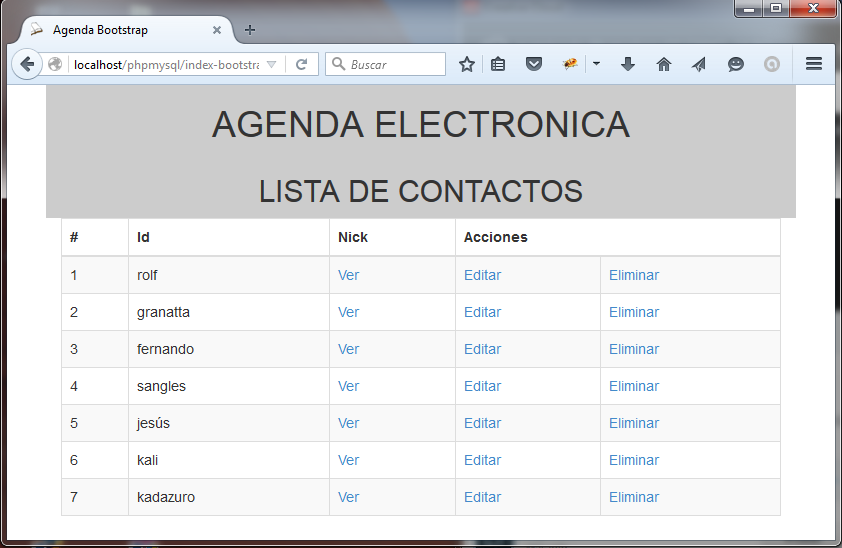 Agenda Bootstrap
localhost/phpmysql/index-bootstra
Buscar
AGENDA ELECTRONICA
LISTA DE CONTACTOS
# Id Nick Acciones
1 rolf Ver Editar Eliminar
2 granatta Ver Editar Eliminar
3 fernando Ver Editar Eliminar
4 sangles Ver Editar Eliminar
5 jesús Ver Editar Eliminar
6 kali Ver Editar Eliminar
7 kadazuro Ver Editar Eliminar